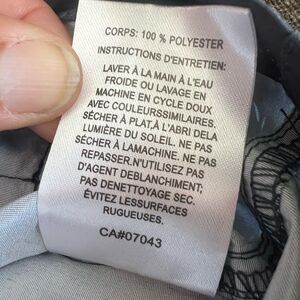 CORPS: 100 % POLYESTER
INSTRUCTIONS D'ENTRETIEN:
LAVER À LA MAIN À L'EAU
FROIDE OU LAVAGE EN
MACHINE EN CYCLE DOUX
AVEC COULEURSSIMILAIRES.
SÉCHER À PLAT,À L'ABRI DELA
LUMIÈRE DU SOLEIL. NE PAS
SÉCHER À LAMACHINE. NE PAS
REPASSER.N'UTILISEZ PAS
D'AGENT DEBLANCHIMENT;
PAS DENETTOYAGE SEC.
ÉVITEZ LESSURFACES
RUGUEUSES.
CA#07043